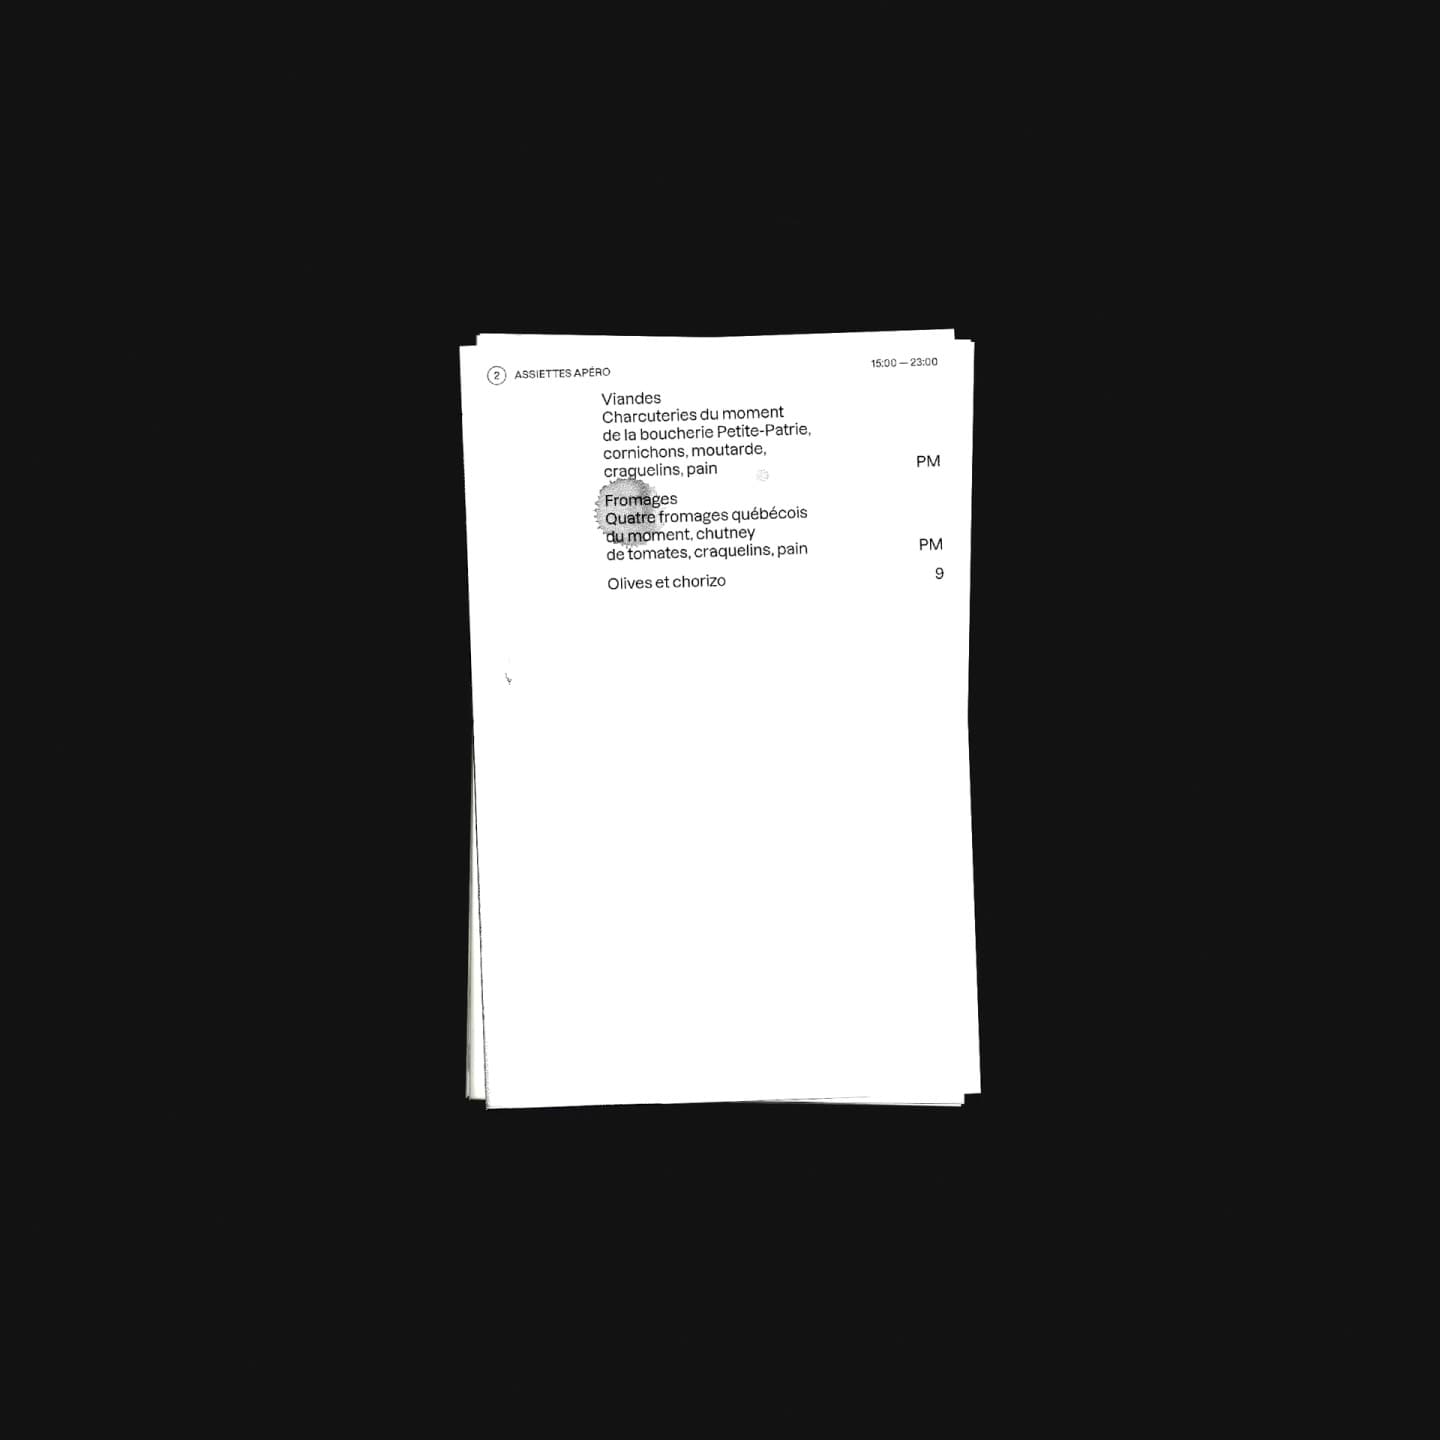 2 ASSIETTES APÉRO
15:00 — 23:00
Viandes
Charcuteries du moment
de la boucherie Petite-Patrie,
cornichons, moutarde,
craquelins, pain
PM
Fromages
Quatre fromages québécois
du moment, chutney
de tomates, craquelins, pain
PM
Olives et chorizo
9